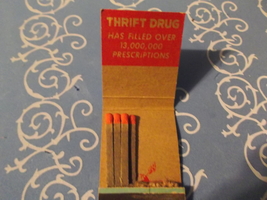 THRIFT DRUG
HAS FILLED OVER
13,000,000
PRESCRIPTIONS